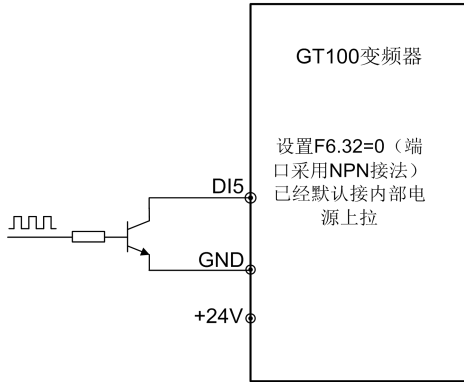 GT100变频器
设置F6.32=0（端
口采用NPN接法）
已经默认接内部电
源上拉
DI5
GND
+24V